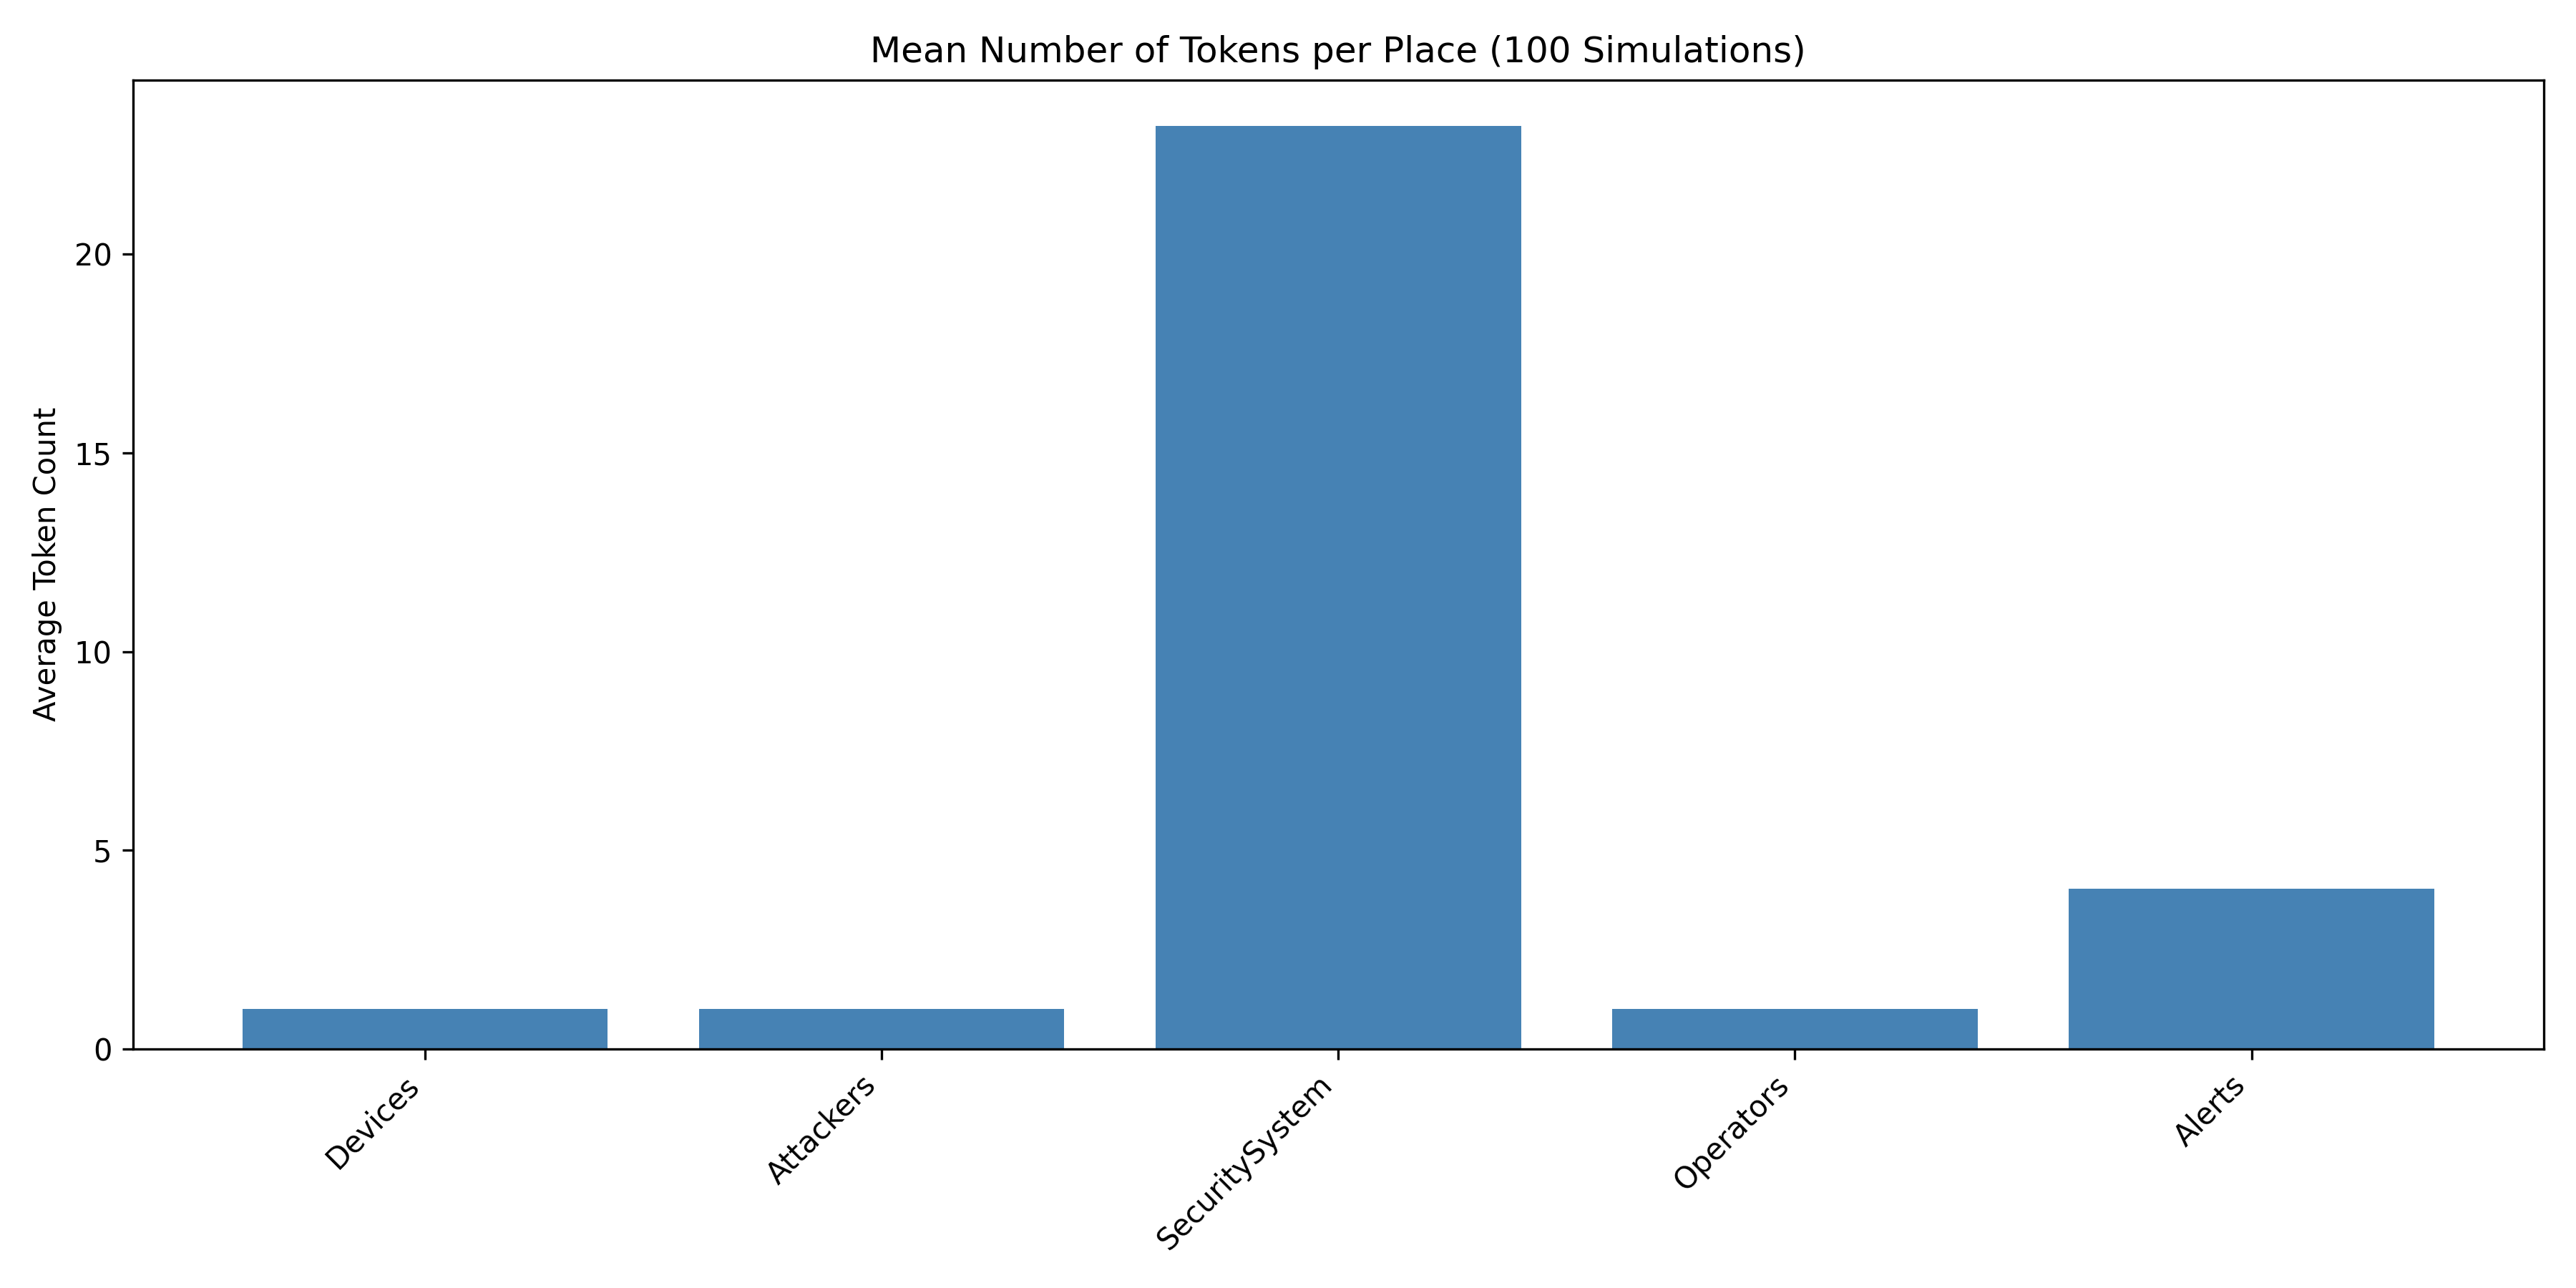 Mean Number of Tokens per Place (100 Simulations)
Average Token Count
20
15
10
5
0
Devices
Attackers
SecuritySystem
Operators
Alerts